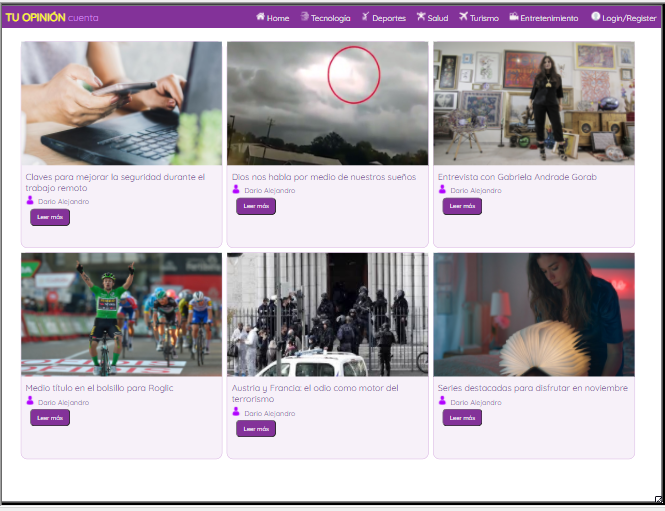 TU OPINIÓN cuenta
Home Tecnología Deportes Salud Turismo Entretenimiento Login/Register
Claves para mejorar la seguridad durante el
trabajo remoto
Dario Alejandro
Leer más
Dios nos habla por medio de nuestros sueños
Dario Alejandro
Leer más
Entrevista con Gabriela Andrade Gorab
Dario Alejandro
Leer más
Medio título en el bolsillo para Roglic
Dario Alejandro
Leer más
Austria y Francia: el odio como motor del
terrorismo
Dario Alejandro
Leer más
Series destacadas para disfrutar en noviembre
Dario Alejandro
Leer más